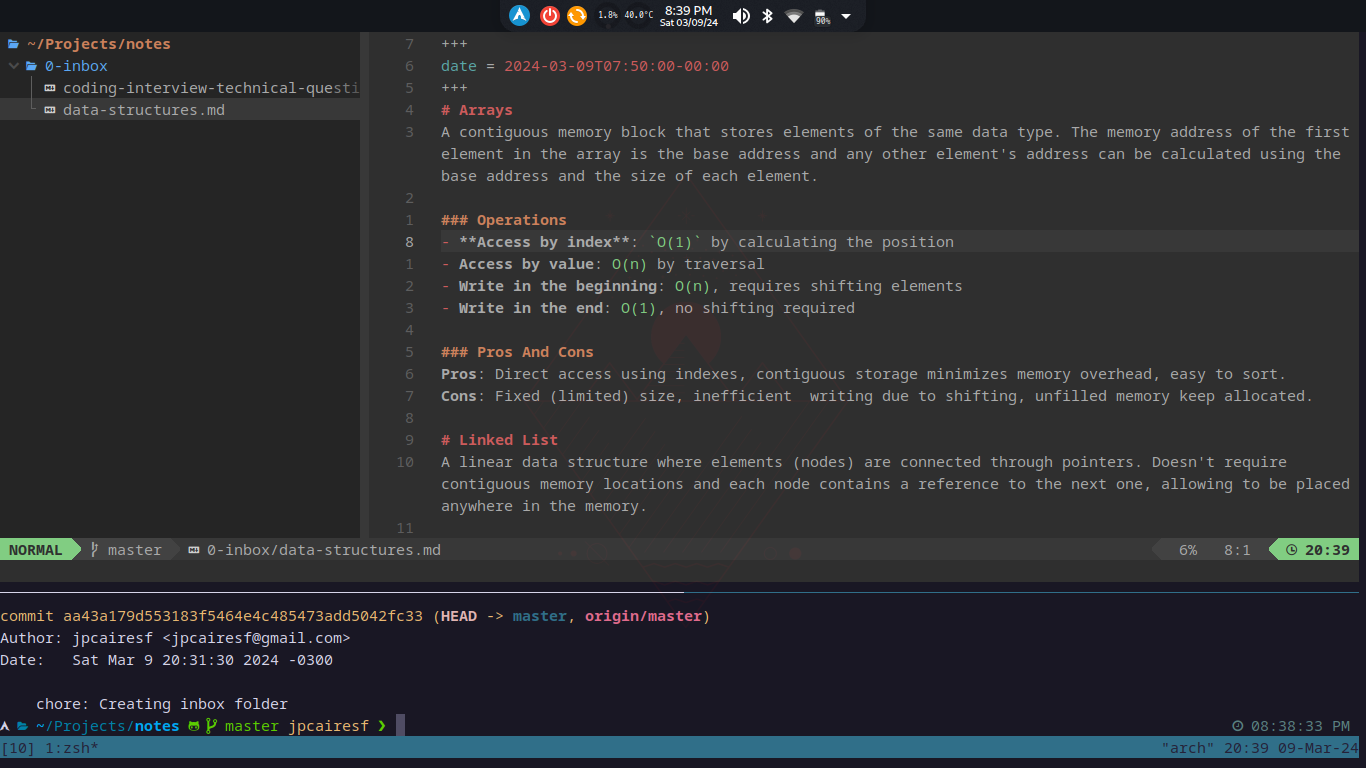 1.8% 40.0°C 8:39 PM
Sat 03/09/24
90%
~/Projects/notes
0-inbox
coding-interview-technical-questi
data-structures.md
7 +++
6 date = 2024-03-09T07:50:00-00:00
5 +++
4 # Arrays
3 A contiguous memory block that stores elements of the same data type. The memory address of the first
element in the array is the base address and any other element's address can be calculated using the
base address and the size of each element.
2
1 ### Operations
8 - **Access by index**: `O(1)` by calculating the position
1 - Access by value: O(n) by traversal
2 - Write in the beginning: O(n), requires shifting elements
3 - Write in the end: O(1), no shifting required
4
5 ### Pros And Cons
6 Pros: Direct access using indexes, contiguous storage minimizes memory overhead, easy to sort.
7 Cons: Fixed (limited) size, inefficient  writing due to shifting, unfilled memory keep allocated.
8
9 # Linked List
10 A linear data structure where elements (nodes) are connected through pointers. Doesn't require
contiguous memory locations and each node contains a reference to the next one, allowing to be placed
anywhere in the memory.
11
NORMAL master 0-inbox/data-structures.md 6% 8:1 20:39
commit aa43a179d553183f5464e4c485473add5042fc33 (HEAD -> master, origin/master)
Author: jpcairesf <jpcairesf@gmail.com>
Date:   Sat Mar 9 20:31:30 2024 -0300
chore: Creating inbox folder
~/Projects/notes master jpcairesf ❯ 08:38:33 PM
[10] 1:zsh* "arch" 20:39 09-Mar-24